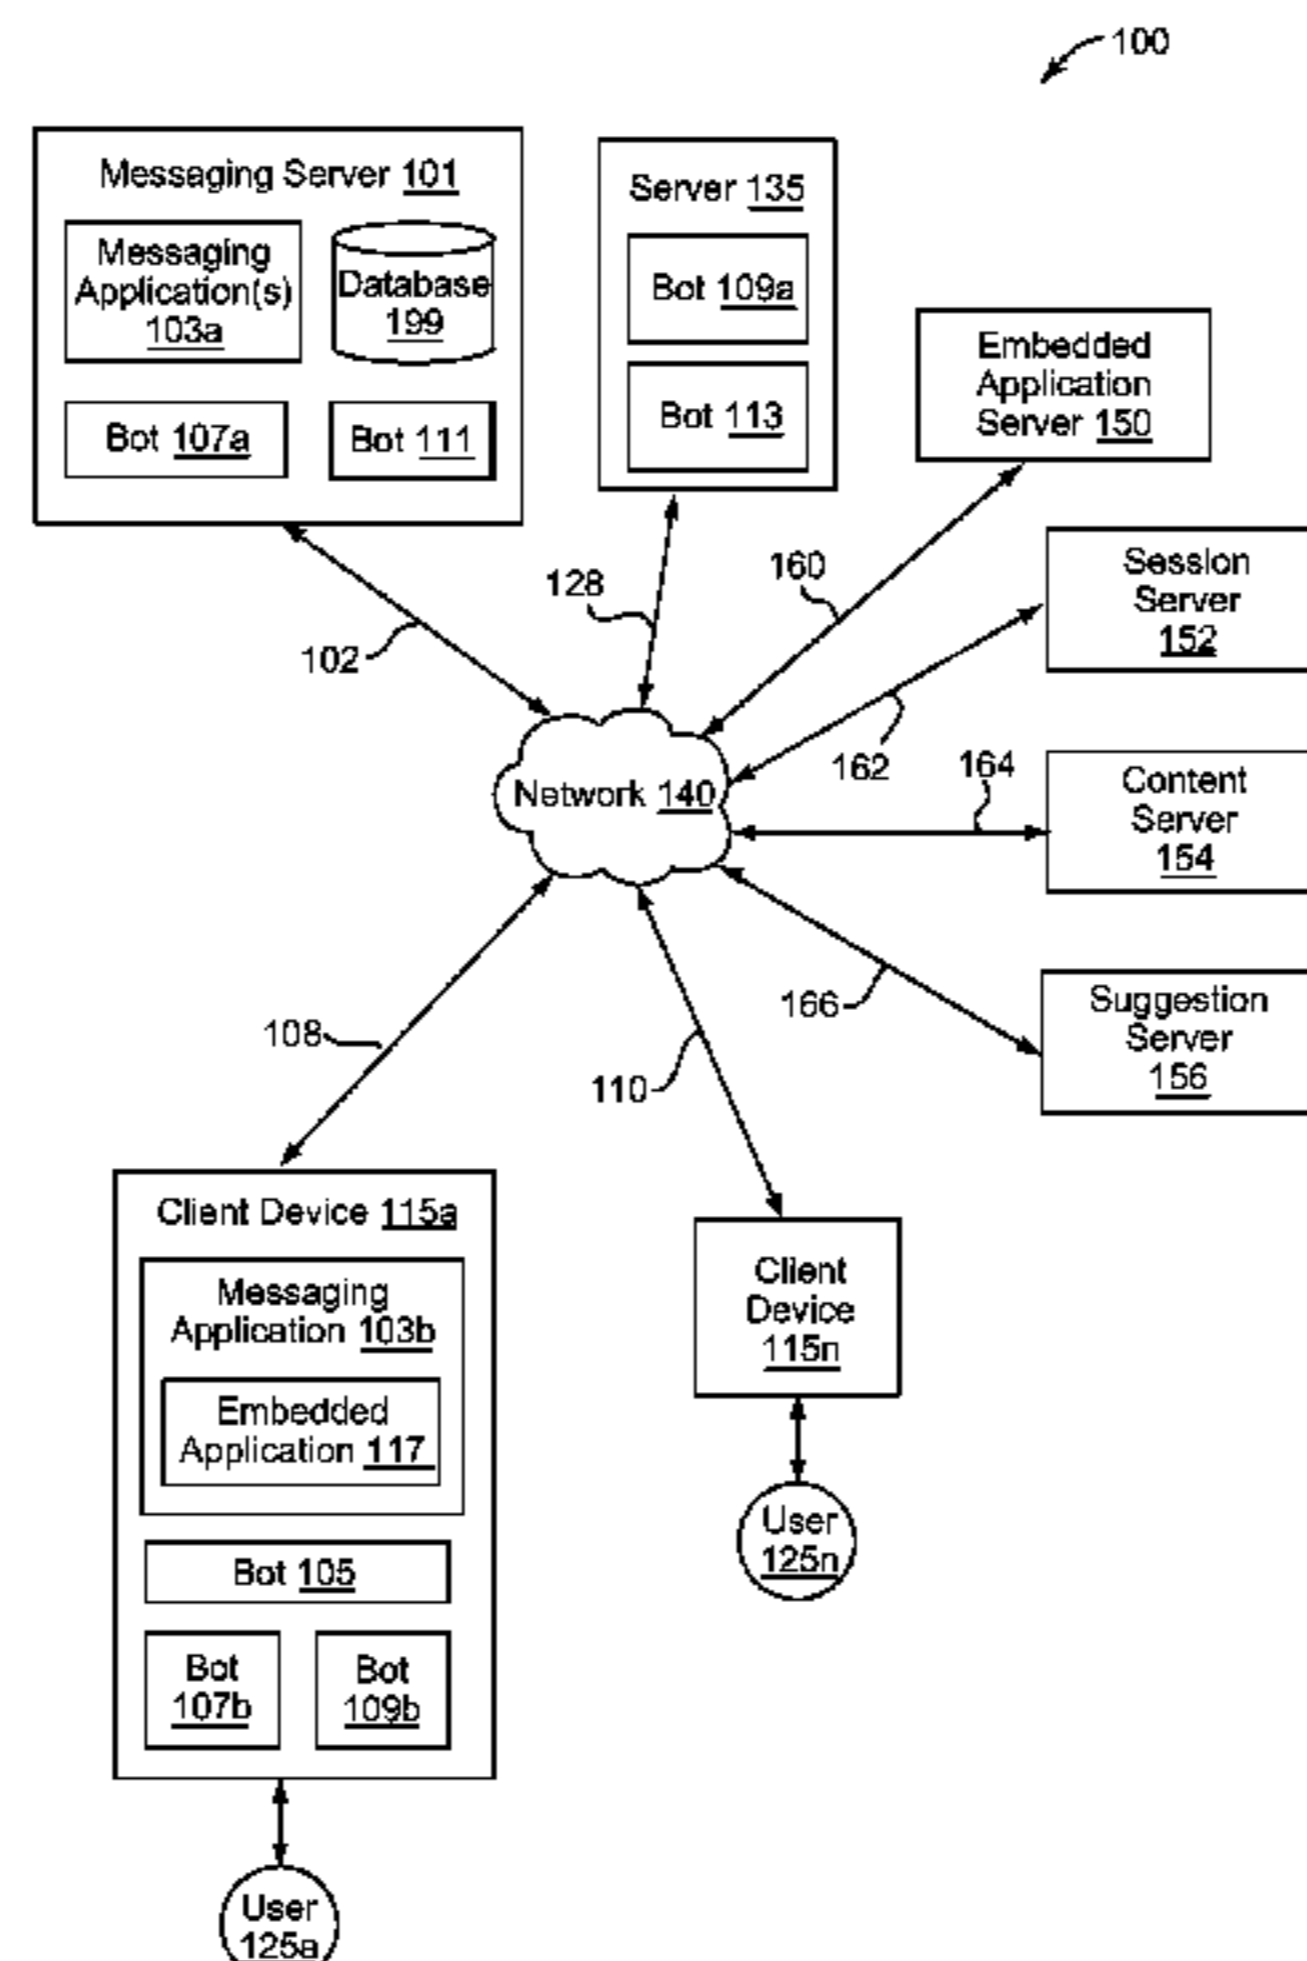 100
Messaging Server 101
Messaging
Application(s)
103a
Database
199
Bot 107a
Bot 111
Server 135
Bot 109a
Bot 113
Embedded
Application
Server 150
Session
Server
152
Content
Server
154
Suggestion
Server
156
102
128
160
162
164
166
Network 140
108
110
Client Device 115a
Messaging
Application 103b
Embedded
Application 117
Bot 105
Bot
107b
Bot
109b
User
125a
Client
Device
115n
User
125n